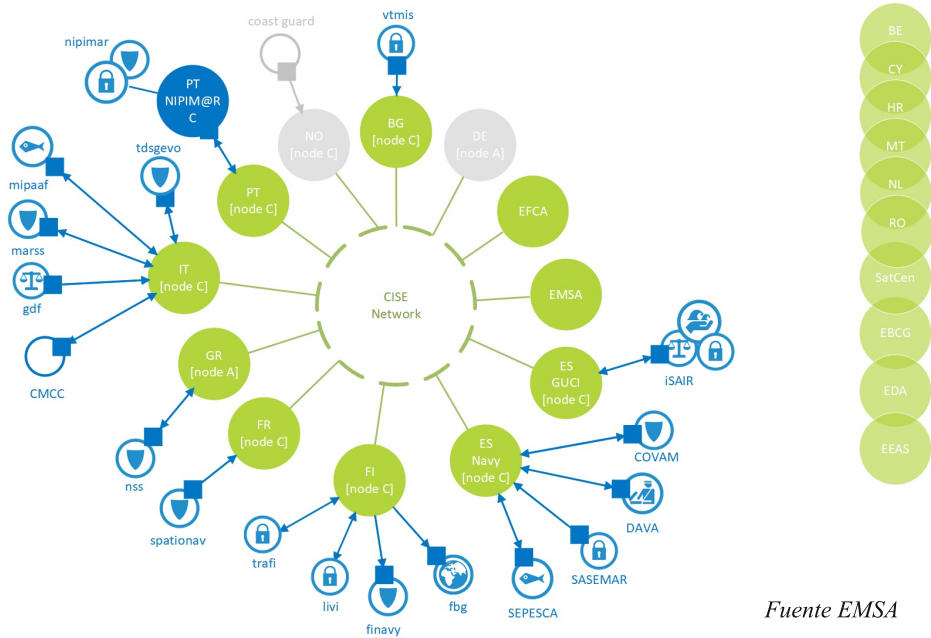 vtmis
coast guard
nipimar
PT
NIPIM@R
C
BG
[node C]
NO
[node C]
DE
[node A]
tdsgevo
mipaaf
PT
[node C]
EFCA
marss
IT
[node C]
gdf
CISE
Network
EMSA
GR
[node A]
ES
GUCI
[node C]
iSAIR
CMCC
FR
[node C]
ES
Navy
[node C]
COVAM
FI
[node C]
nss
DAVA
spationav
trafi
SASEMAR
livi
finavy
fbg
SEPESCA
BE
CY
HR
MT
NL
RO
SatCen
EBCG
EDA
EEAS
Fuente EMSA